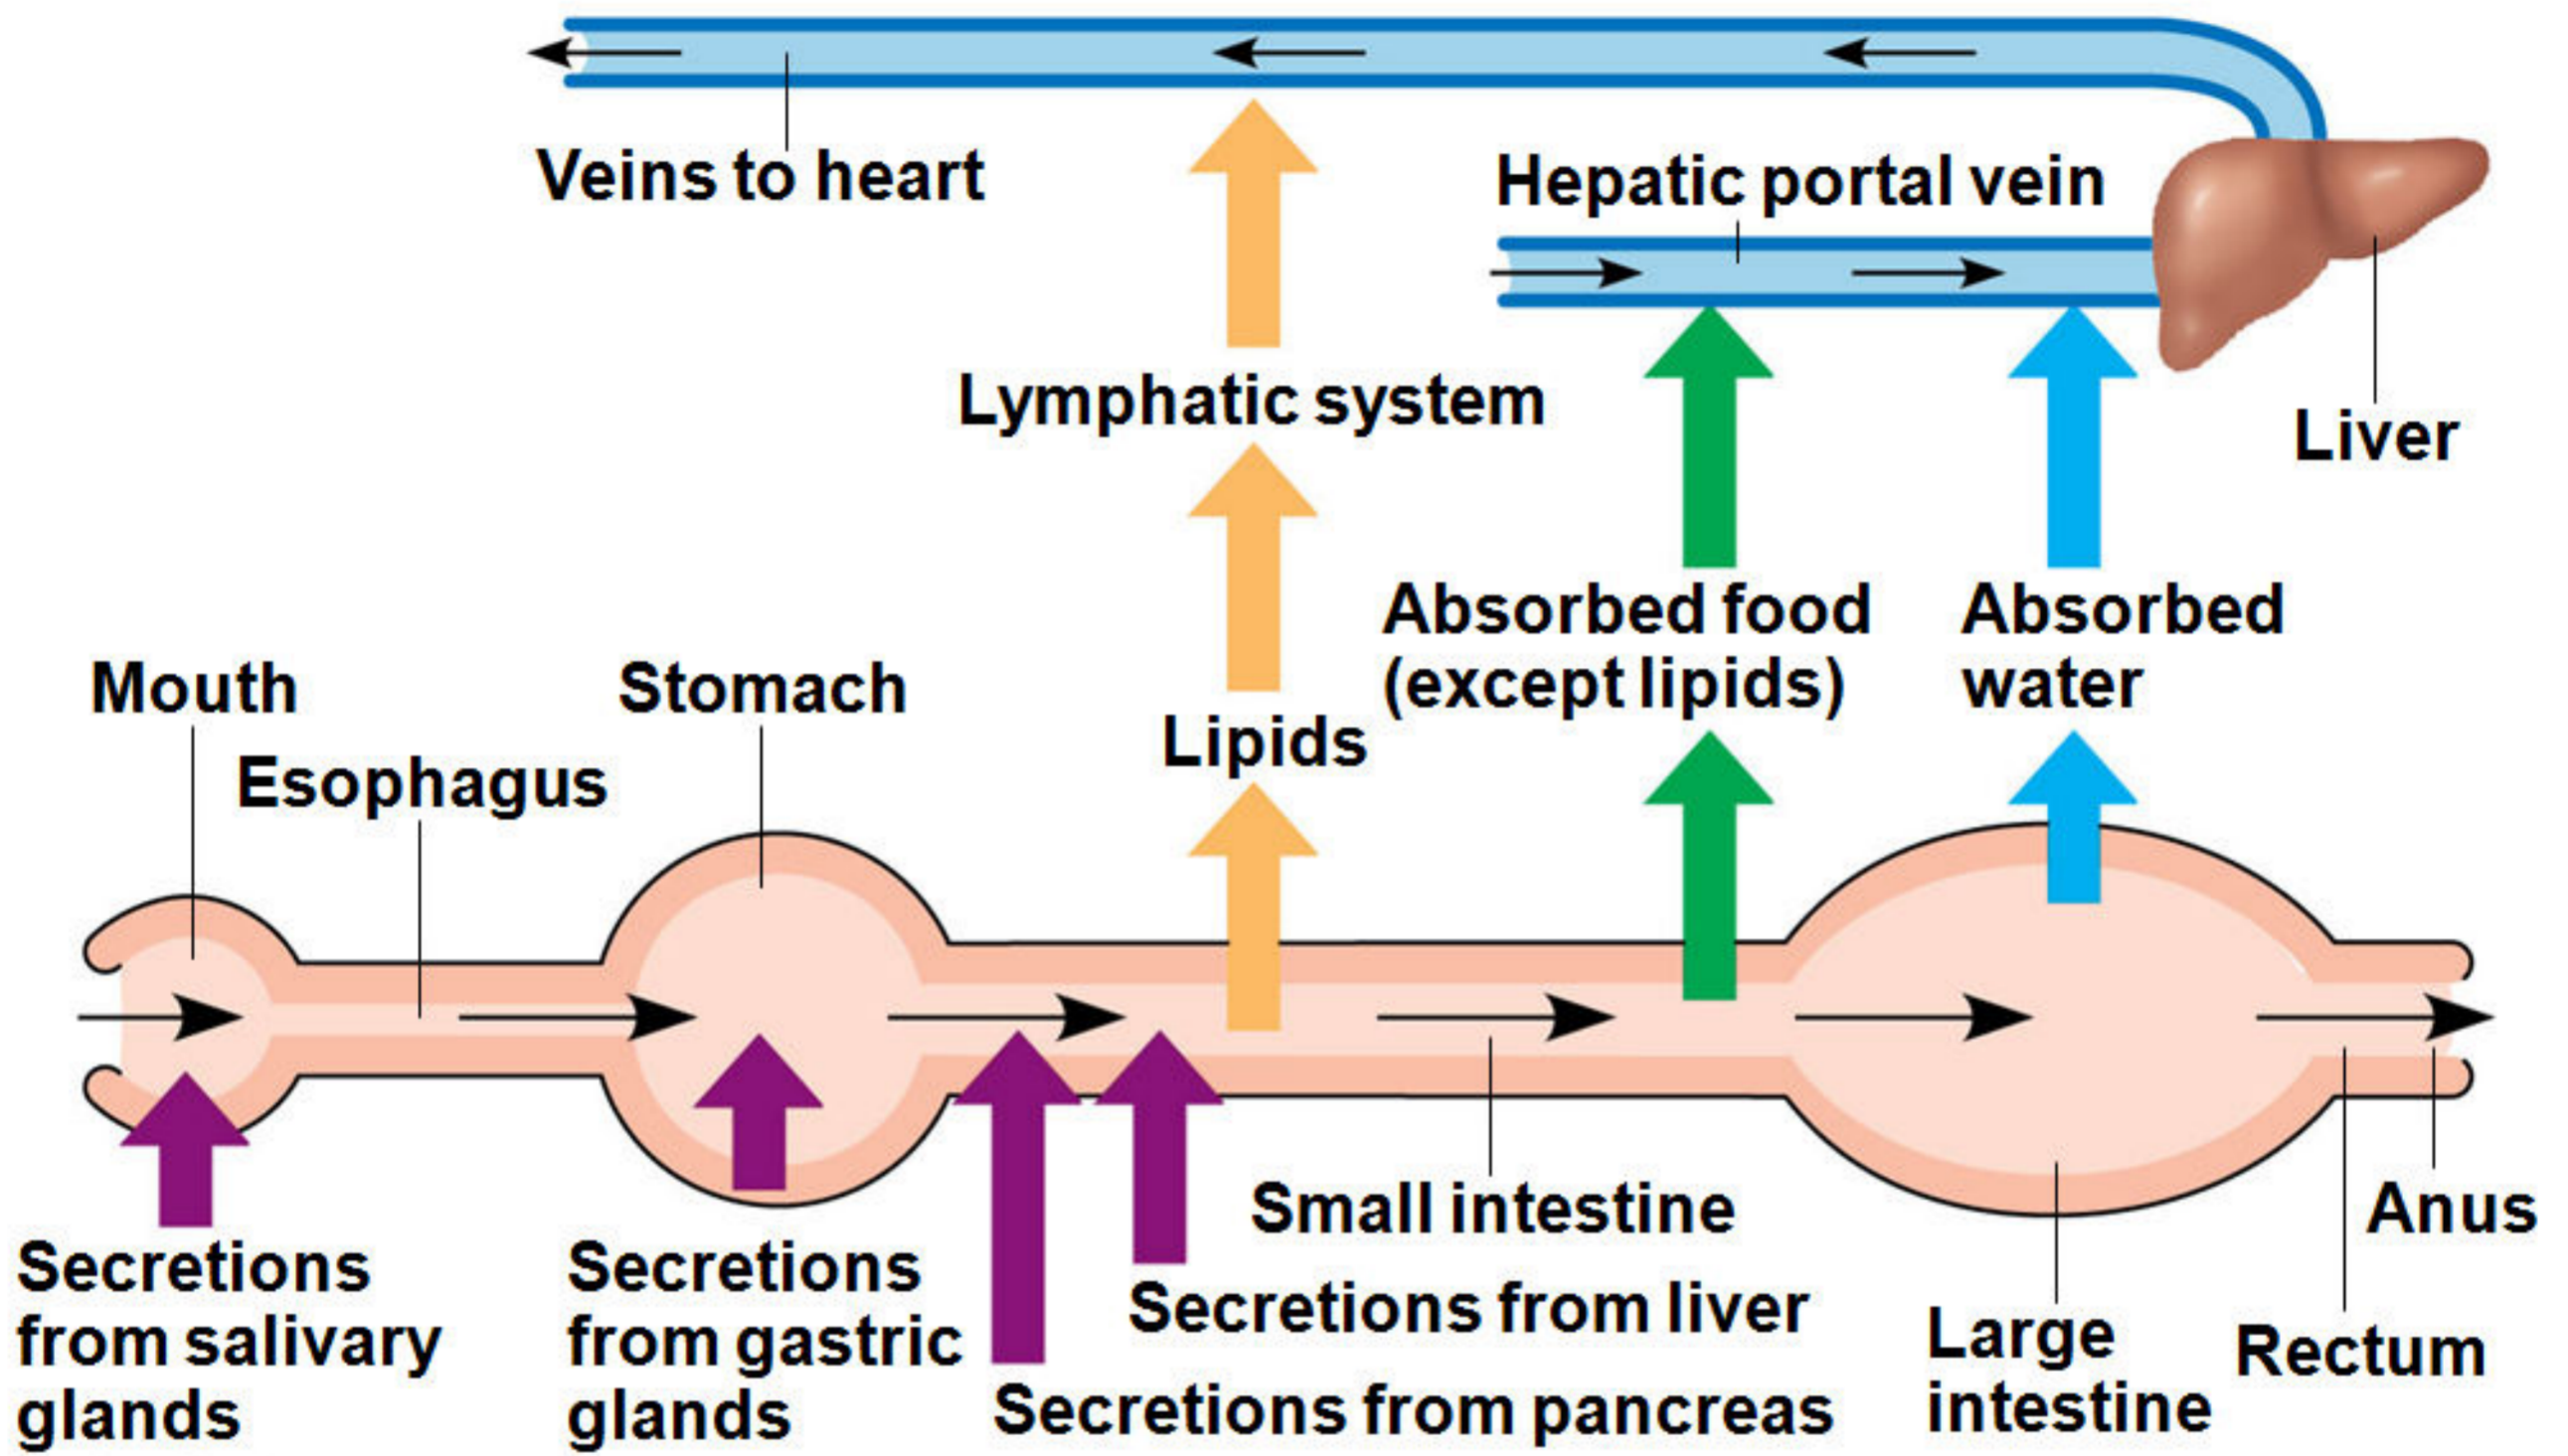 Veins to heart
Hepatic portal vein
Lymphatic system
Liver
Absorbed food
(except lipids)
Absorbed
water
Mouth
Stomach
Lipids
Esophagus
Small intestine
Anus
Secretions
from salivary
glands
Secretions
from gastric
glands
Secretions from liver
Secretions from pancreas
Large
intestine
Rectum